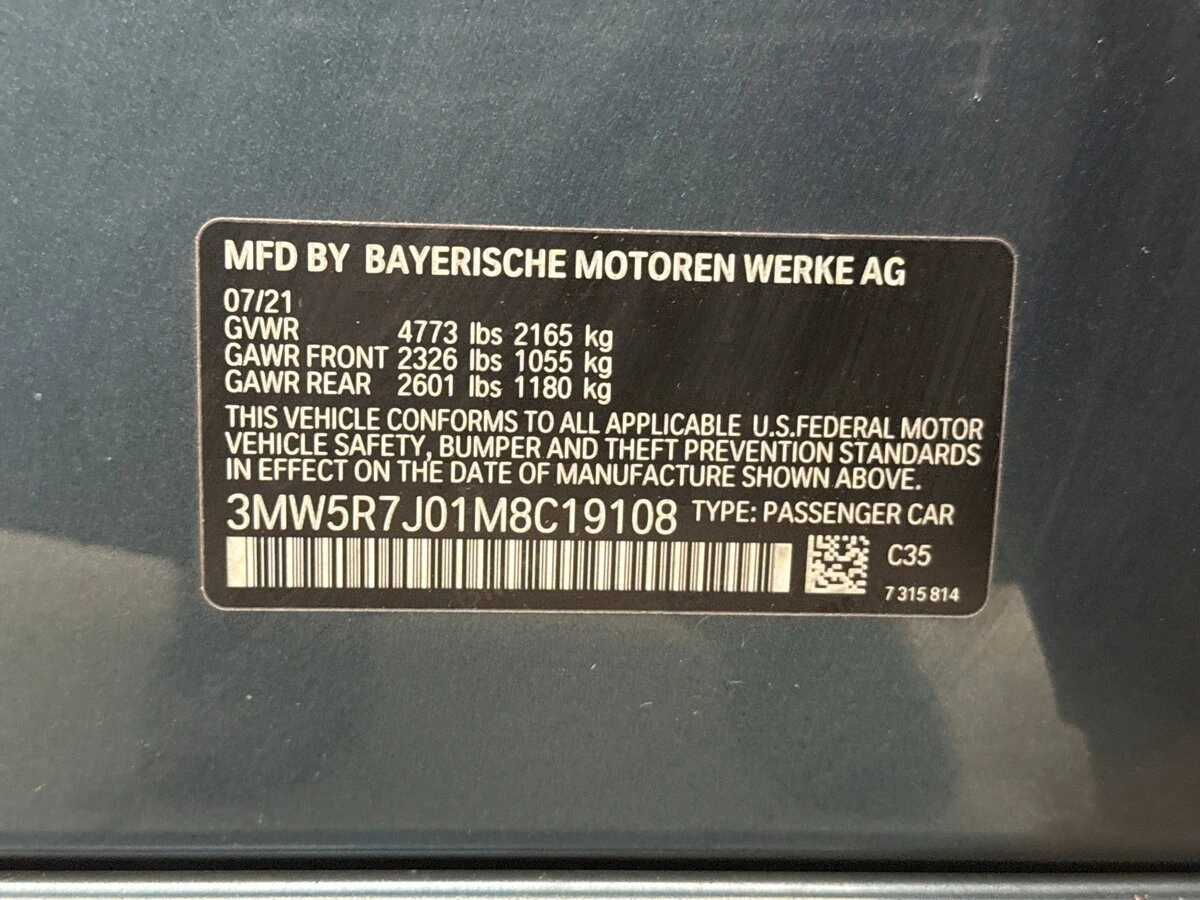 MFD BY BAYERISCHE MOTOREN WERKE AG
07/21
GVWR 4773 lbs 2165 kg
GAWR FRONT 2326 lbs 1055 kg
GAWR REAR 2601 lbs 1180 kg
THIS VEHICLE CONFORMS TO ALL APPLICABLE U.S.FEDERAL MOTOR
VEHICLE SAFETY, BUMPER AND THEFT PREVENTION STANDARDS
IN EFFECT ON THE DATE OF MANUFACTURE SHOWN ABOVE.
3MW5R7J01M8C19108 TYPE: PASSENGER CAR
C35
7 315 814